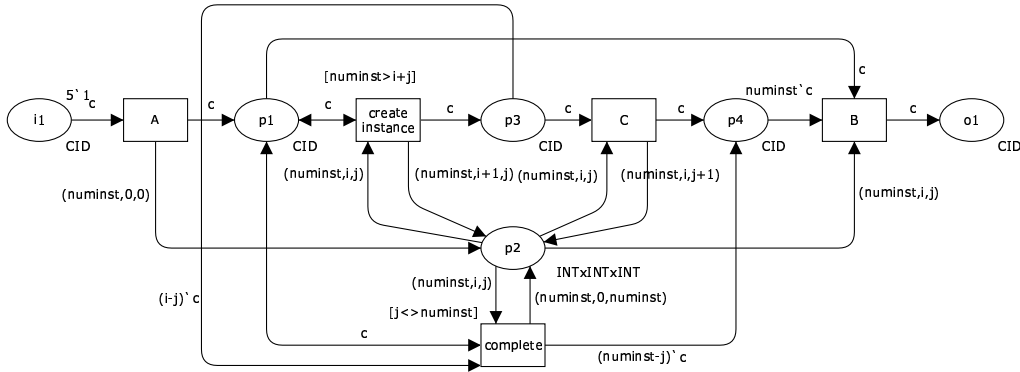 [numinst>i+j]
5`1
c
i1
CID
A
c
p1
CID
c
create
instance
c
p3
CID
c
C
c
p4
CID
numinst`c
c
B
c
o1
CID
(numinst,0,0)
(numinst,i,j)
(numinst,i+1,j)
(numinst,i,j)
(numinst,i,j+1)
(numinst,i,j)
p2
INTxINTxINT
(numinst,i,j)
(numinst,0,numinst)
(i-j)`c
[j<>numinst]
c
complete
(numinst-j)`c